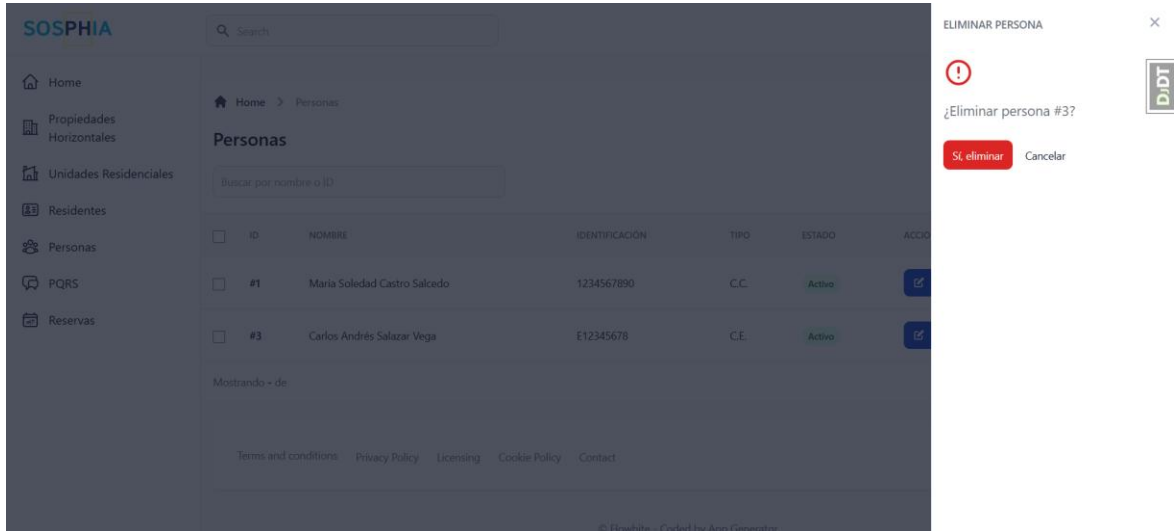 SOSPHIA
Search
Home
Propiedades
Horizontales
Unidades Residenciales
Residentes
Personas
PQRS
Reservas
Home > Personas
Personas
Buscar por nombre o ID
ID NOMBRE IDENTIFICACIÓN TIPO ESTADO ACCIO
#1 Maria Soledad Castro Salcedo 1234567890 C.C. Activo
#3 Carlos Andrés Salazar Vega E12345678 C.E. Activo
Mostrando - de
Terms and conditions Privacy Policy Licensing Cookie Policy Contact
© Flowbite - Coded by App Generator
ELIMINAR PERSONA
¿Eliminar persona #3?
Sí, eliminar Cancelar
DJDT